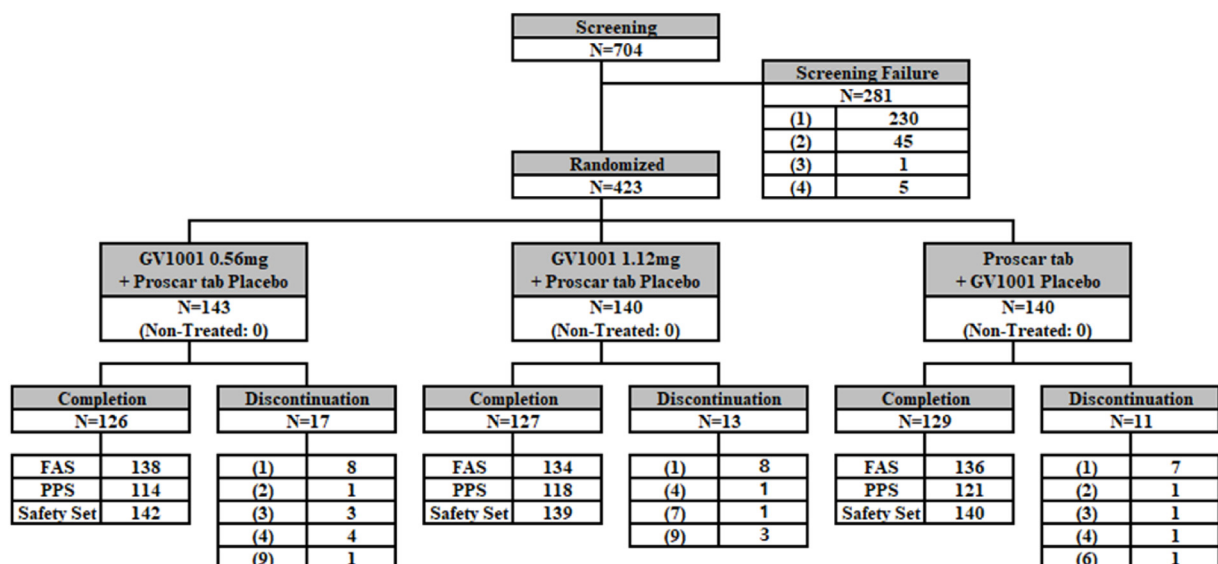 Screening
N=704
Screening Failure
N=281
(1) 230
(2) 45
(3) 1
(4) 5
Randomized
N=423
GV1001 0.56mg
+ Proscar tab Placebo
N=143
(Non-Treated: 0)
GV1001 1.12mg
+ Proscar tab Placebo
N=140
(Non-Treated: 0)
Proscar tab
+ GV1001 Placebo
N=140
(Non-Treated: 0)
Completion
N=126
FAS 138
PPS 114
Safety Set 142
Discontinuation
N=17
(1) 8
(2) 1
(3) 3
(4) 4
(9) 1
Completion
N=127
FAS 134
PPS 118
Safety Set 139
Discontinuation
N=13
(1) 8
(4) 1
(7) 1
(9) 3
Completion
N=129
FAS 136
PPS 121
Safety Set 140
Discontinuation
N=11
(1) 7
(2) 1
(3) 1
(4) 1
(6) 1